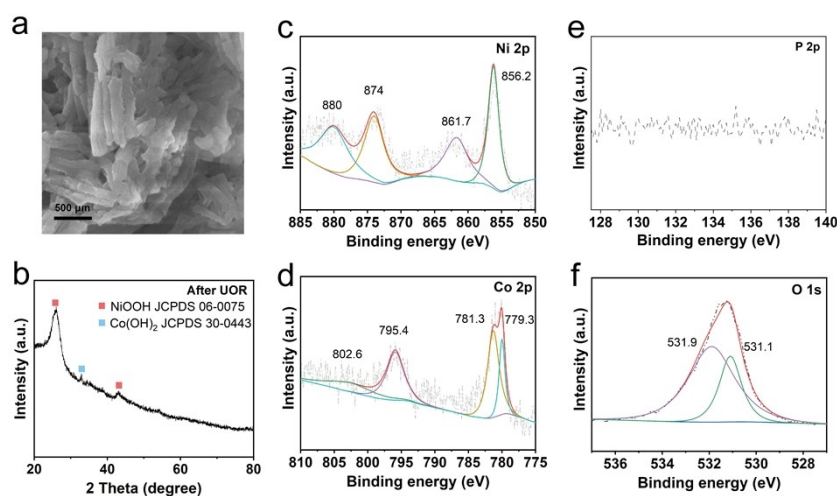 a
500 μm
b
After UOR
NiOOH JCPDS 06-0075
Co(OH)2 JCPDS 30-0443
Intensity (a.u.)
20 30 40 50 60 70 80
2 Theta (degree)
c
Ni 2p
880
874
861.7
856.2
Intensity (a.u.)
885 880 875 870 865 860 855 850
Binding energy (eV)
d
Co 2p
802.6
795.4
781.3
779.3
Intensity (a.u.)
810 805 800 795 790 785 780 775
Binding energy (eV)
e
P 2p
Intensity (a.u.)
128 130 132 134 136 138 140
Binding energy (eV)
f
O 1s
531.9
531.1
Intensity (a.u.)
536 534 532 530 528
Binding energy (eV)